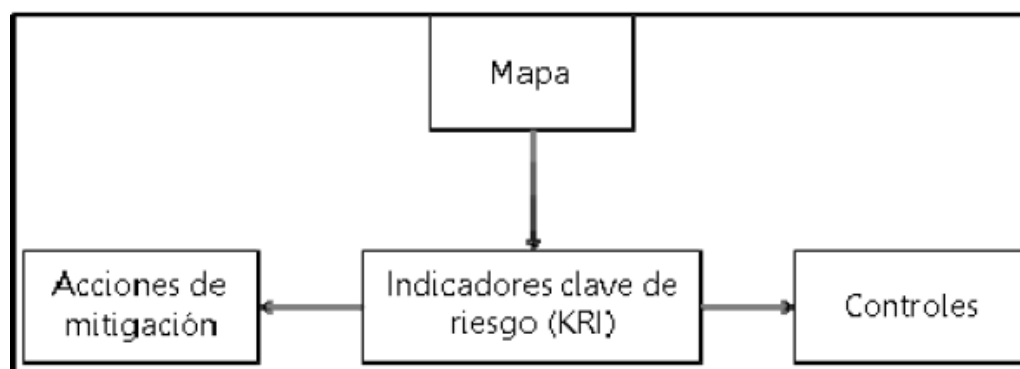 Mapa
Acciones de
mitigación
Indicadores clave de
riesgo (KRI)
Controles